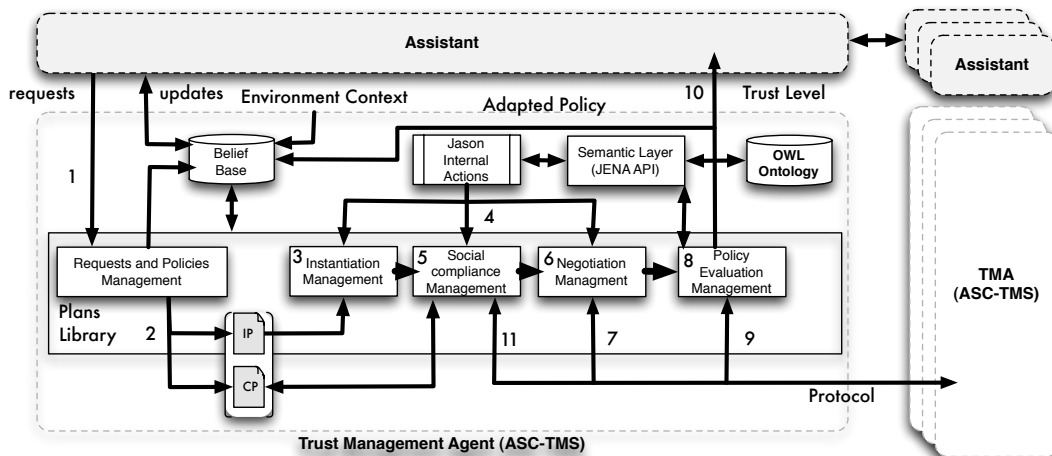 Assistant
Assistant
requests
updates
Environment Context
Adapted Policy
10
Trust Level
Belief
Base
Jason
Internal
Actions
Semantic Layer
(JENA API)
OWL
Ontology
1
4
Requests and Policies
Management
3
Instantiation
Management
5
Social
compliance
Management
6
Negotiation
Managment
8
Policy
Evaluation
Management
TMA
(ASC-TMS)
Plans
Library
2
IP
11
7
9
CP
Protocol
Trust Management Agent (ASC-TMS)